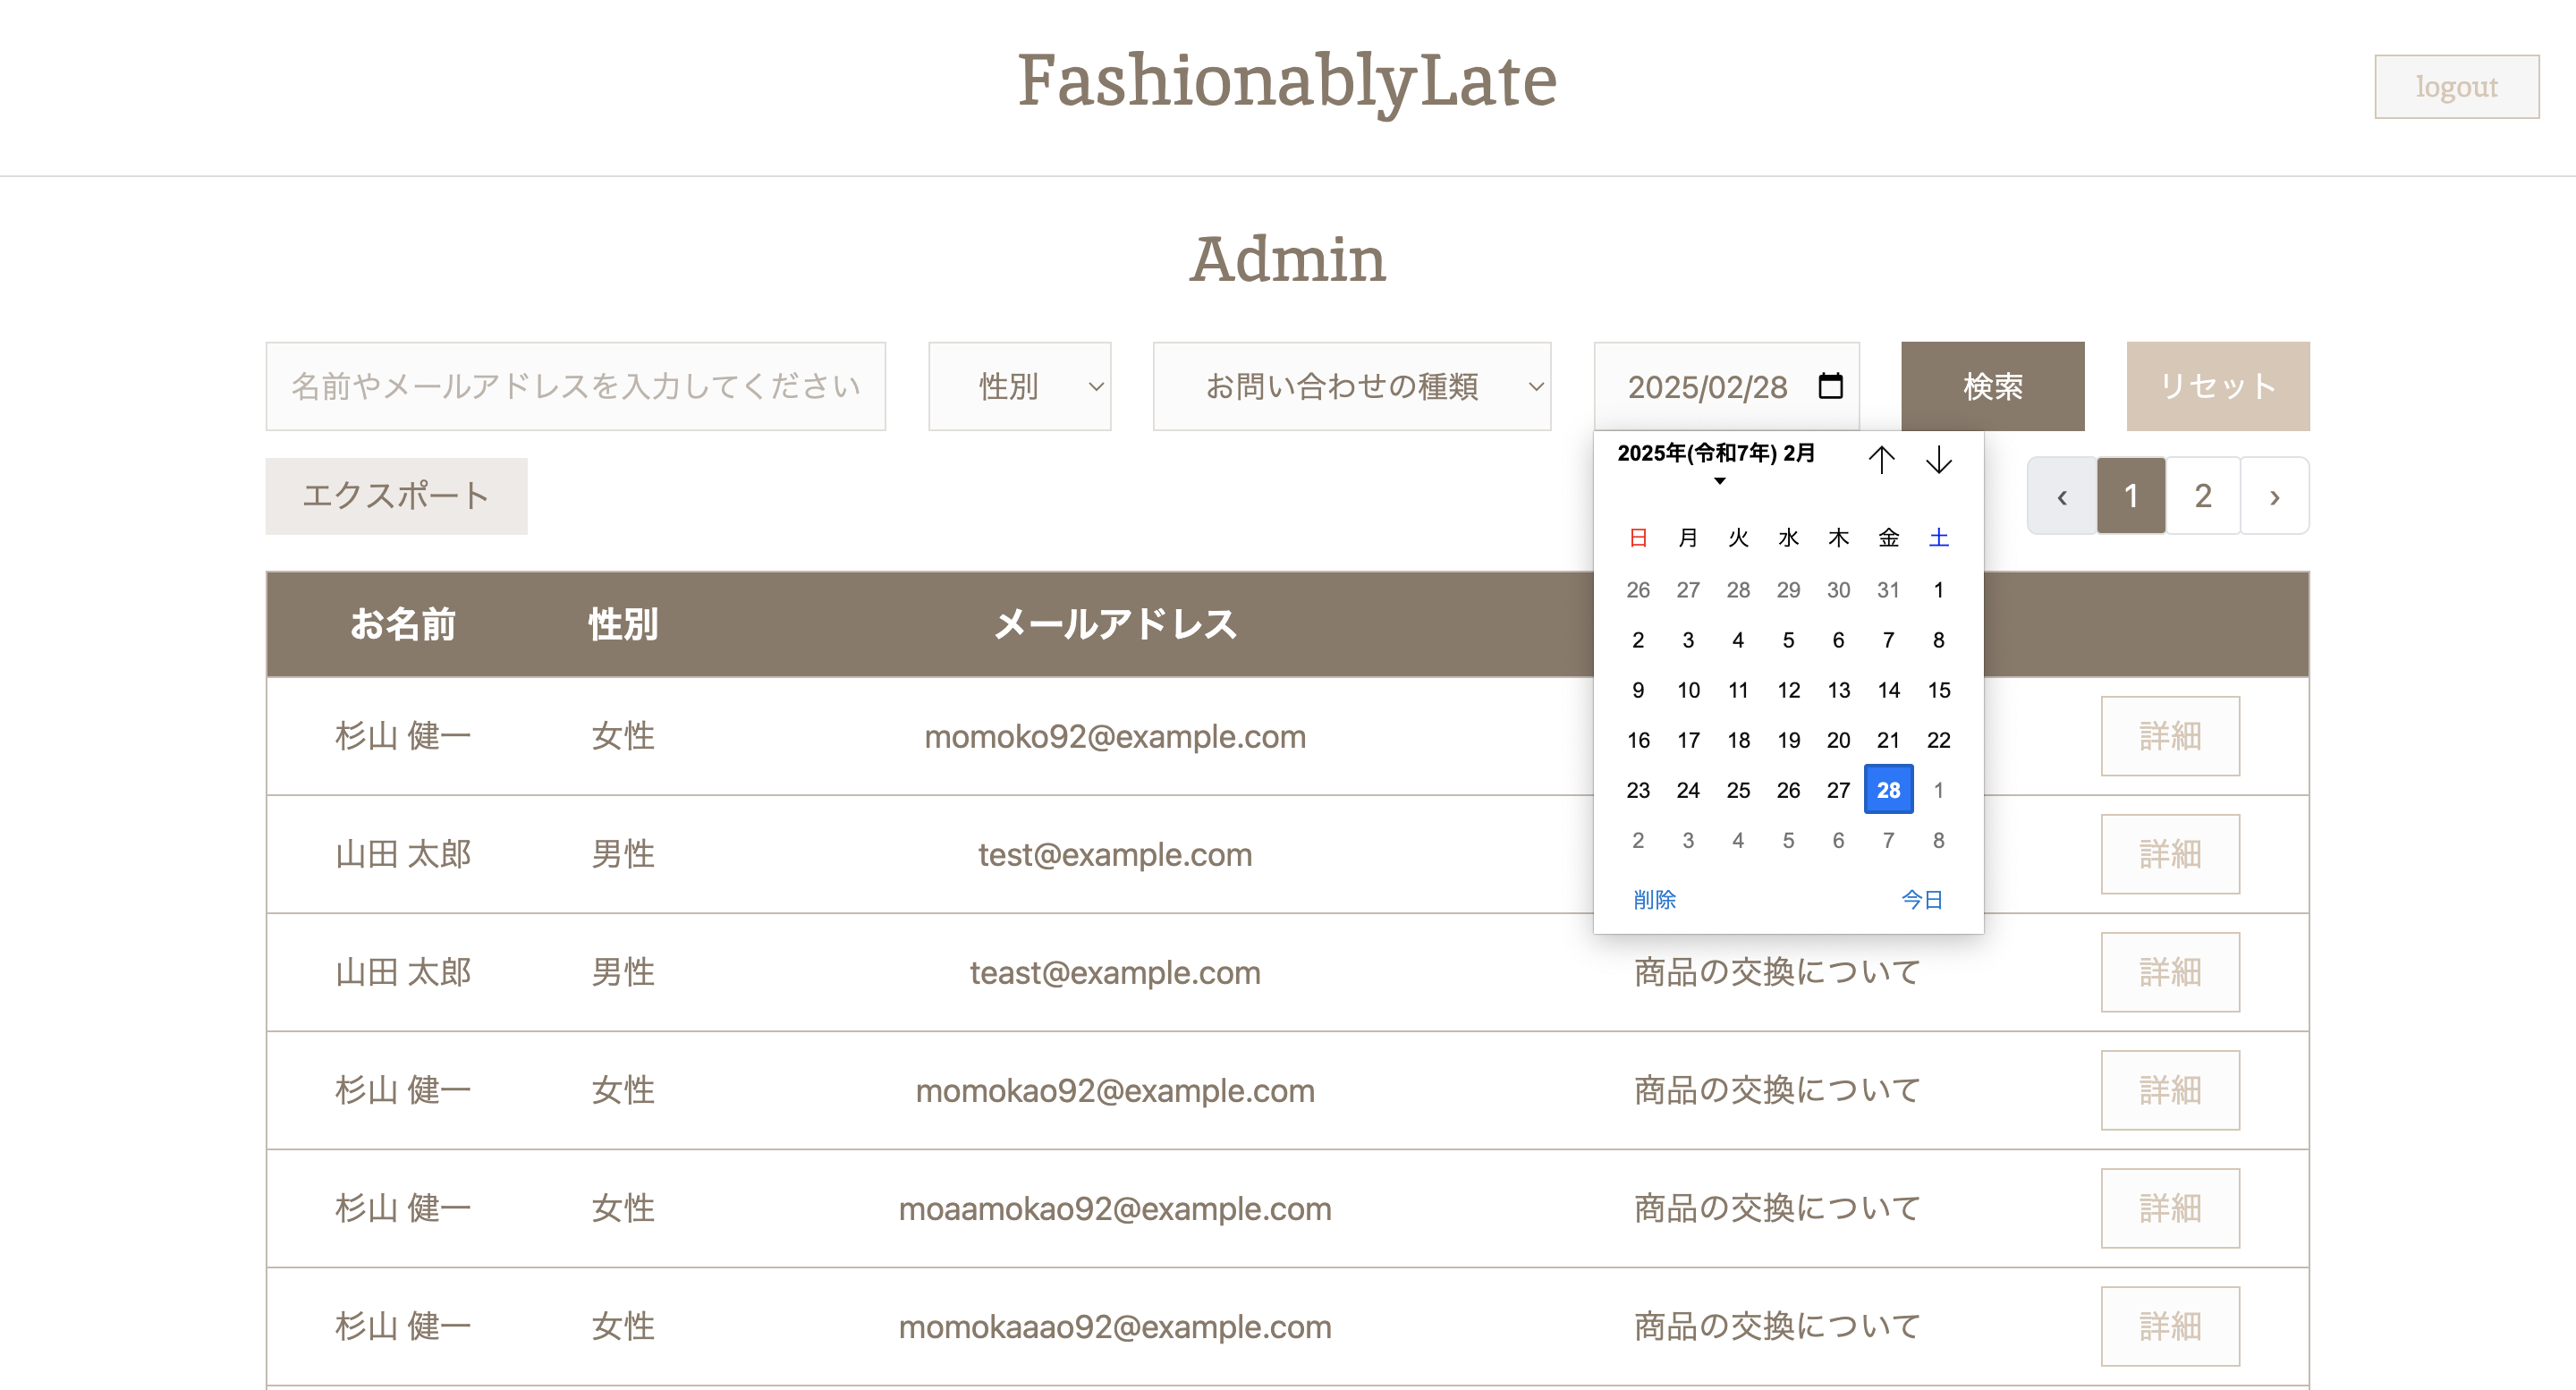 FashionablyLate
logout
Admin
名前やメールアドレスを入力してください
性別
お問い合わせの種類
2025/02/28
検索
リセット
エクスポート
‹ 1 2 ›
2025年(令和7年) 2月
日 月 火 水 木 金 土
26 27 28 29 30 31 1
2 3 4 5 6 7 8
9 10 11 12 13 14 15
16 17 18 19 20 21 22
23 24 25 26 27 28 1
2 3 4 5 6 7 8
削除 今日
お名前 性別 メールアドレス
杉山 健一 女性 momoko92@example.com 詳細
山田 太郎 男性 test@example.com 詳細
山田 太郎 男性 teast@example.com 商品の交換について 詳細
杉山 健一 女性 momokao92@example.com 商品の交換について 詳細
杉山 健一 女性 moaamokao92@example.com 商品の交換について 詳細
杉山 健一 女性 momokaaao92@example.com 商品の交換について 詳細